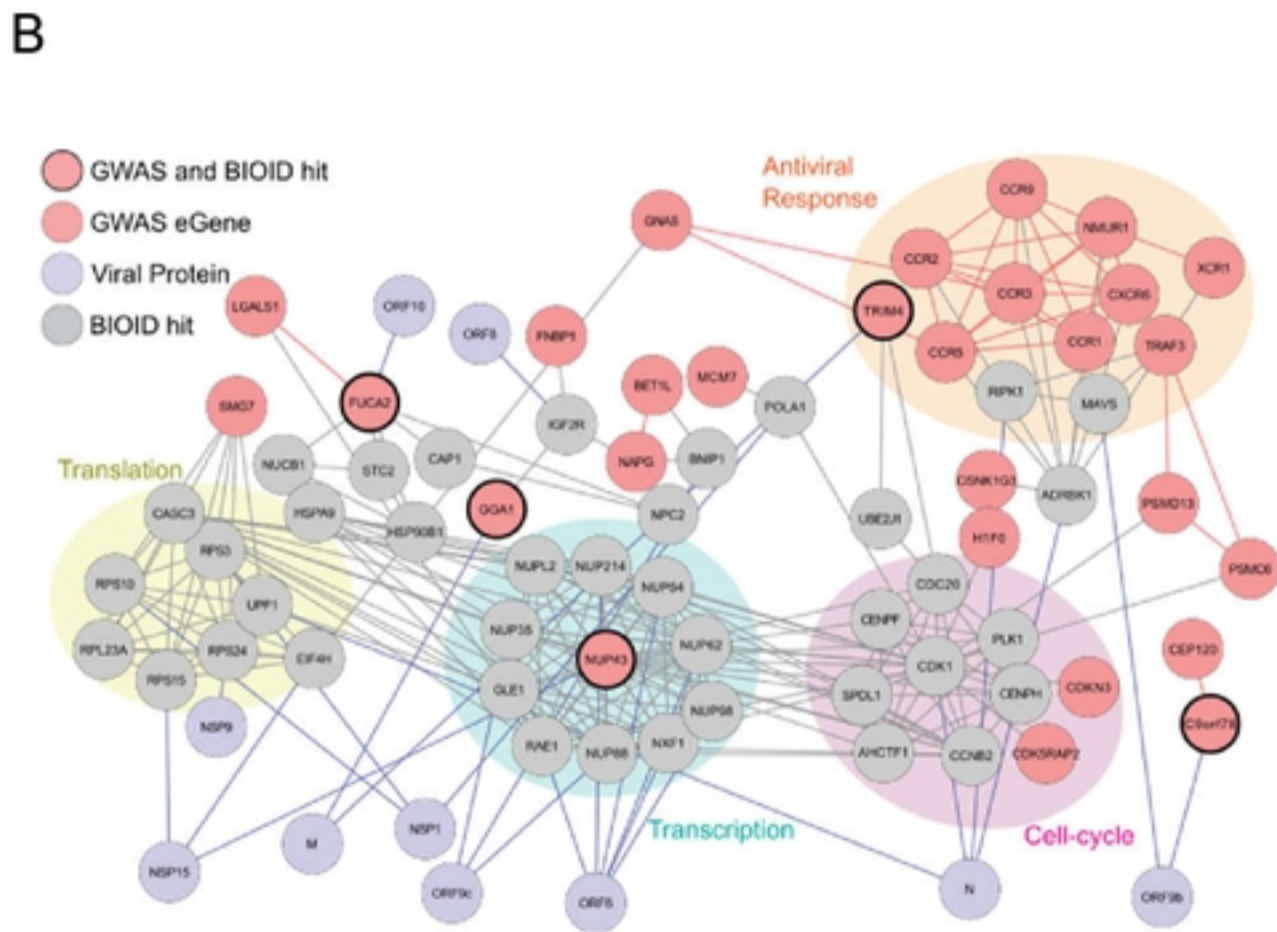 B
GWAS and BIOID hit
GWAS eGene
Viral Protein
BIOID hit
Antiviral
Response
CCR9
NMUR1
XCR1
CCR2
CCR3
CXCR6
CCR5
CCR1
TRAF3
TRIM4
RIPK1
MAVS
GNAS
LGALS1
ORF10
ORF8
FNBP1
FUCA2
BET1L
MCM7
POLA1
SMG7
IGF2R
NAPG
BNIP1
NUCB1
STC2
CAP1
CSNK1G3
ADRBK1
PSMD13
Translation
GGA1
NPC2
UBE2J1
H1F0
PSMC6
CASC3
HSPA9
HSP90B1
RPS3
RPS10
UPF1
RPL23A
RPS24
EIF4H
RPS15
NUPL2
NUP214
NUP54
NUP35
NUP43
NUP62
GLE1
NUP98
RAE1
NUP88
NXF1
CDC20
CENPF
PLK1
CDK1
SPDL1
CENPH
CDKN3
AHCTF1
CCNB2
CDK5RAP2
CEP120
C9orf78
NSP9
Transcription
Cell-cycle
NSP15
M
NSP1
ORF9c
ORF6
N
ORF9b